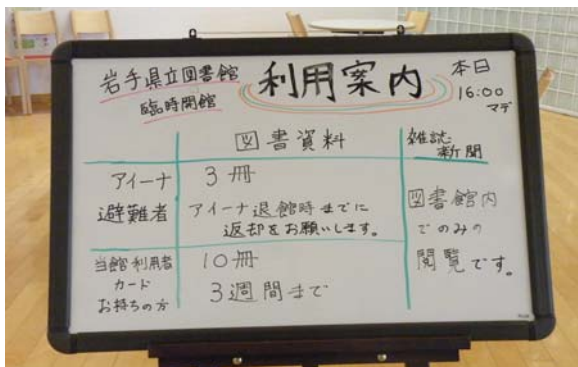 岩手県立図書館
臨時開館
利用案内
本日
16:00
マデ
図書資料
雑誌・
新聞
アイーナ
避難者
3冊
アイーナ退館時までに
返却をお願いします。
当館利用者
カード
お持ちの方
10冊
3週間まで
図書館内
でのみの
閲覧です。